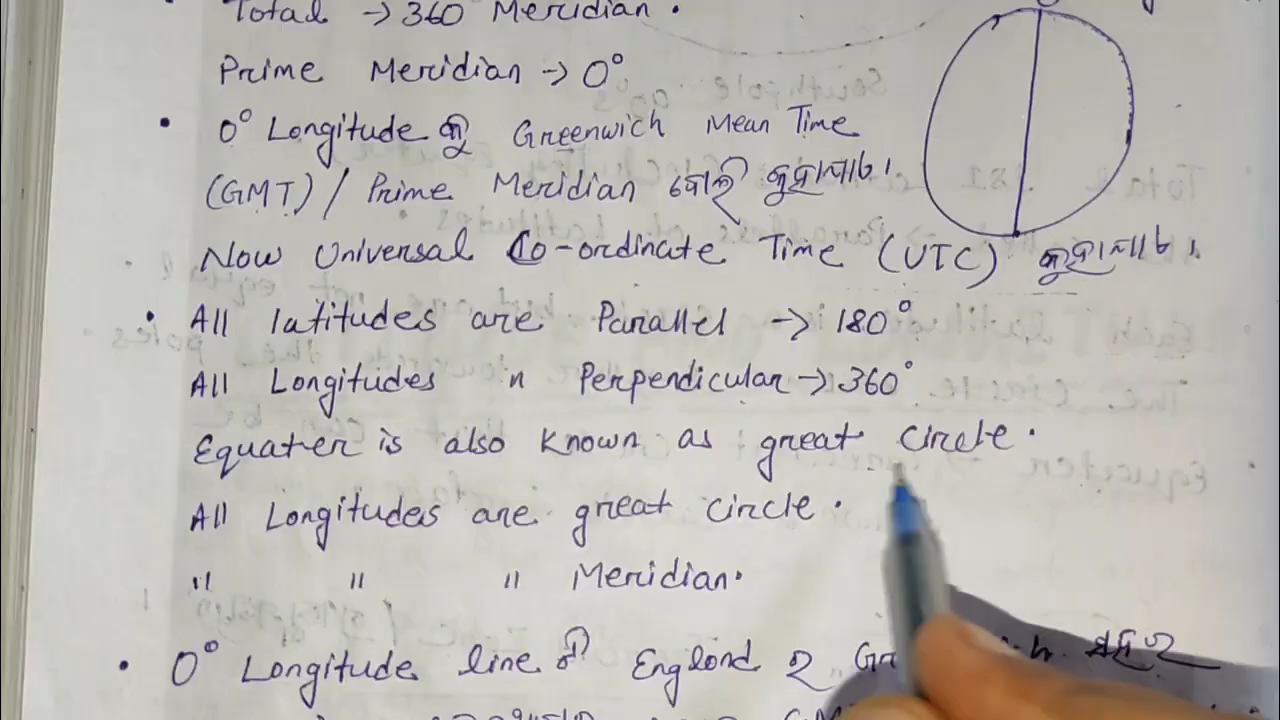 Total → 360 Meridian.
Prime Meridian → 0°
• 0° Longitude କୁ Greenwich Mean Time
(GMT) / Prime Meridian ବୋଲି କୁହାଯାଏ।
Now Universal Co-ordinate Time (UTC) କୁହାଯାଏ।
• All latitudes are Parallel → 180°
All Longitudes " Perpendicular → 360°
Equater is also known as great circle.
All Longitudes are great circle.
" " " Meridian.
• 0° Longitude line ଟି England ର